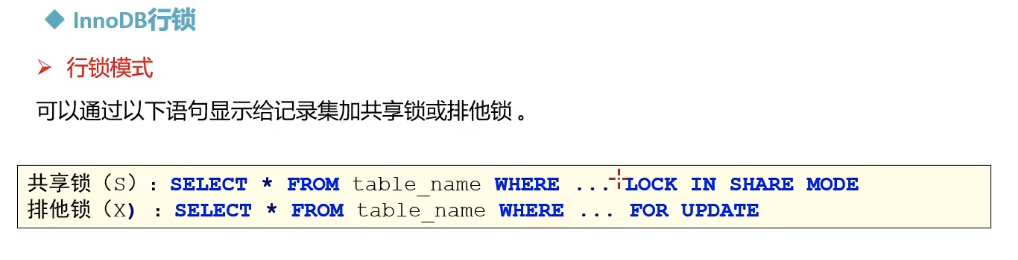 InnoDB行锁
行锁模式
可以通过以下语句显示给记录集加共享锁或排他锁。
共享锁（S）：SELECT * FROM table_name WHERE ... LOCK IN SHARE MODE
排他锁（X) ：SELECT * FROM table_name WHERE ... FOR UPDATE